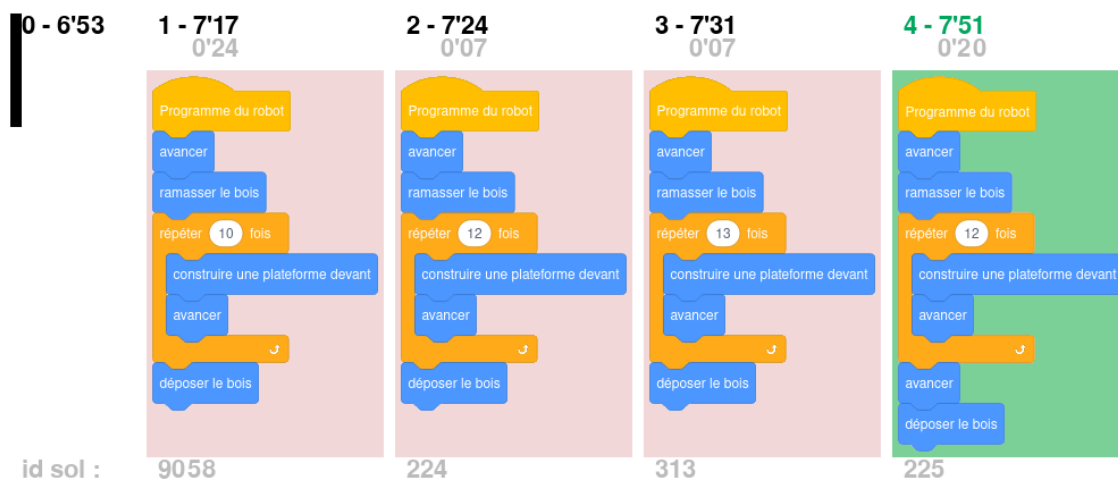 0 - 6'53
1 - 7'17
0'24
Programme du robot
avancer
ramasser le bois
répéter 10 fois
construire une plateforme devant
avancer
déposer le bois
9058
2 - 7'24
0'07
Programme du robot
avancer
ramasser le bois
répéter 12 fois
construire une plateforme devant
avancer
déposer le bois
224
3 - 7'31
0'07
Programme du robot
avancer
ramasser le bois
répéter 13 fois
construire une plateforme devant
avancer
déposer le bois
313
4 - 7'51
0'20
Programme du robot
avancer
ramasser le bois
répéter 12 fois
construire une plateforme devant
avancer
avancer
déposer le bois
225
id sol :